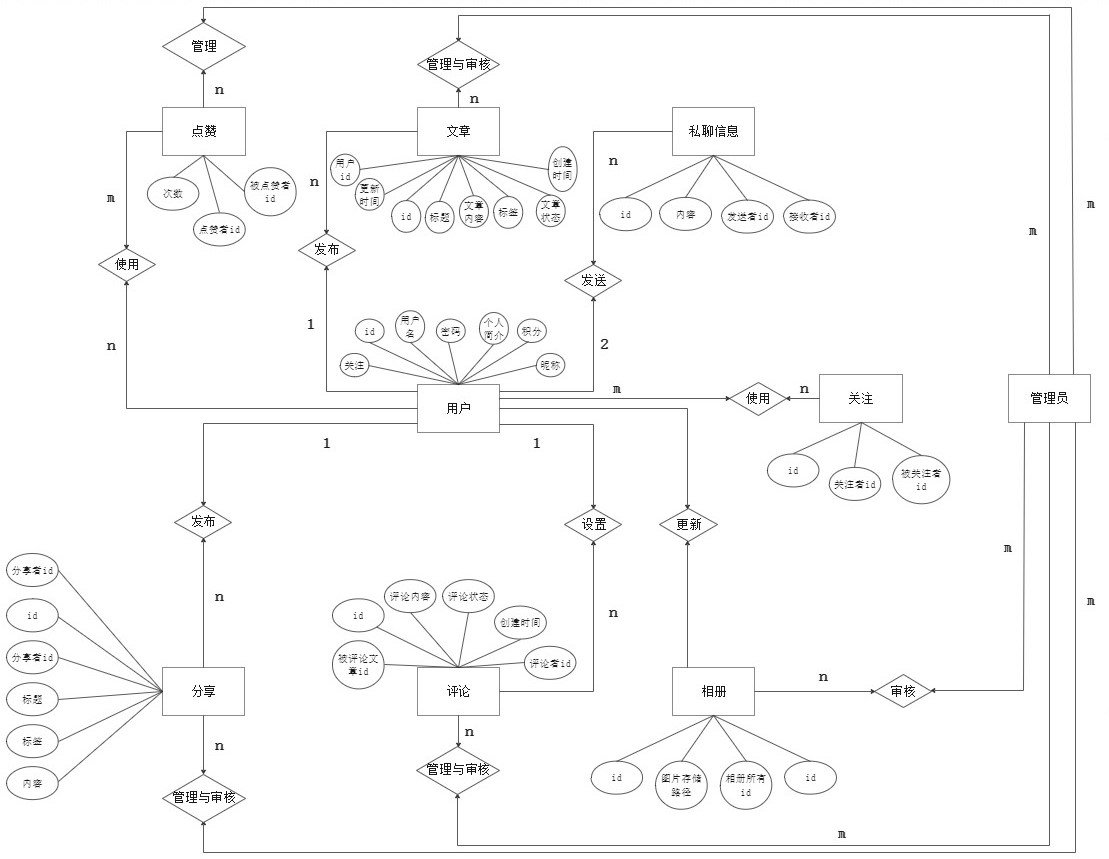 管理
管理与审核
n
n
点赞
文章
私聊信息
n
用户
id
创建
时间
次数
被点赞者
id
n
更新
时间
m
id
标题
文章
内容
标签
文章
状态
id
内容
发送者id
接收者id
m
点赞者id
m
发布
使用
发送
1
id
用户
名
密码
个人
简介
积分
n
2
关注
昵称
m
n
用户
使用
关注
管理员
1
1
id
关注者id
被关注者
id
发布
设置
更新
m
分享者id
n
评论内容
评论状态
n
m
id
id
创建时间
分享者id
被评论文
章id
评论者id
标题
分享
评论
相册
n
审核
标签
n
n
内容
管理与审核
管理与审核
id
图片存储
路径
相册所有
id
id
m